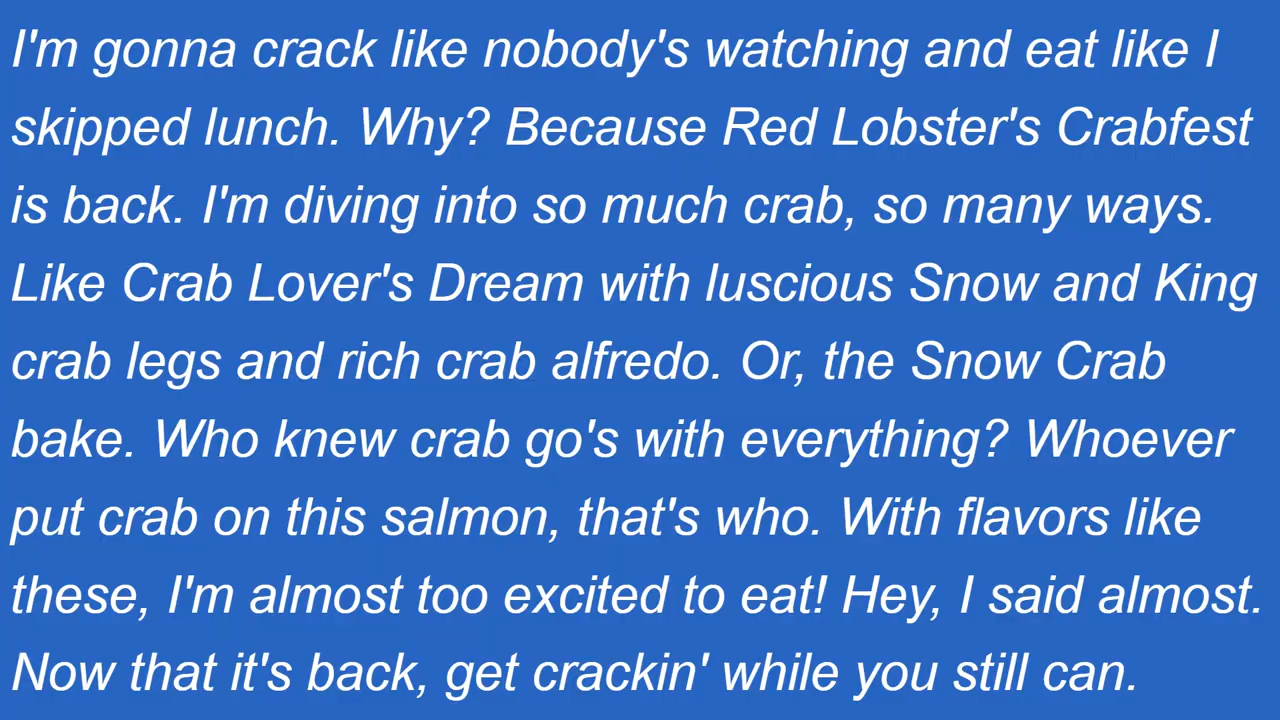 I'm gonna crack like nobody's watching and eat like I
skipped lunch. Why? Because Red Lobster's Crabfest
is back. I'm diving into so much crab, so many ways.
Like Crab Lover's Dream with luscious Snow and King
crab legs and rich crab alfredo. Or, the Snow Crab
bake. Who knew crab go's with everything? Whoever
put crab on this salmon, that's who. With flavors like
these, I'm almost too excited to eat! Hey, I said almost.
Now that it's back, get crackin' while you still can.